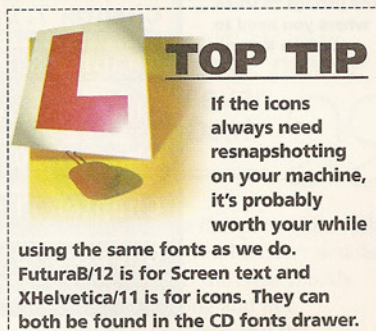 L
TOP TIP
If the icons
always need
resnapshotting
on your machine,
it's probably
worth your while
using the same fonts as we do.
FuturaB/12 is for Screen text and
XHelvetica/11 is for icons. They can
both be found in the CD fonts drawer.